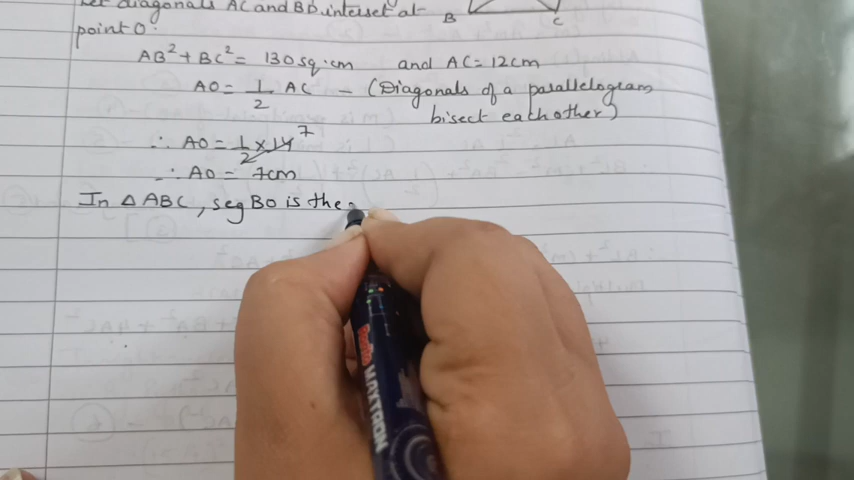 Let diagonals AC and BD interset at
B C
point O.
AB² + BC² = 130 sq.cm and AC = 12cm
AO = 1/2 AC - (Diagonals of a parallelogram
bisect each other)
∴ AO = 1/2 × 14 7
∴ AO = 7cm
In △ ABC, seg BO is the
MAXTRON